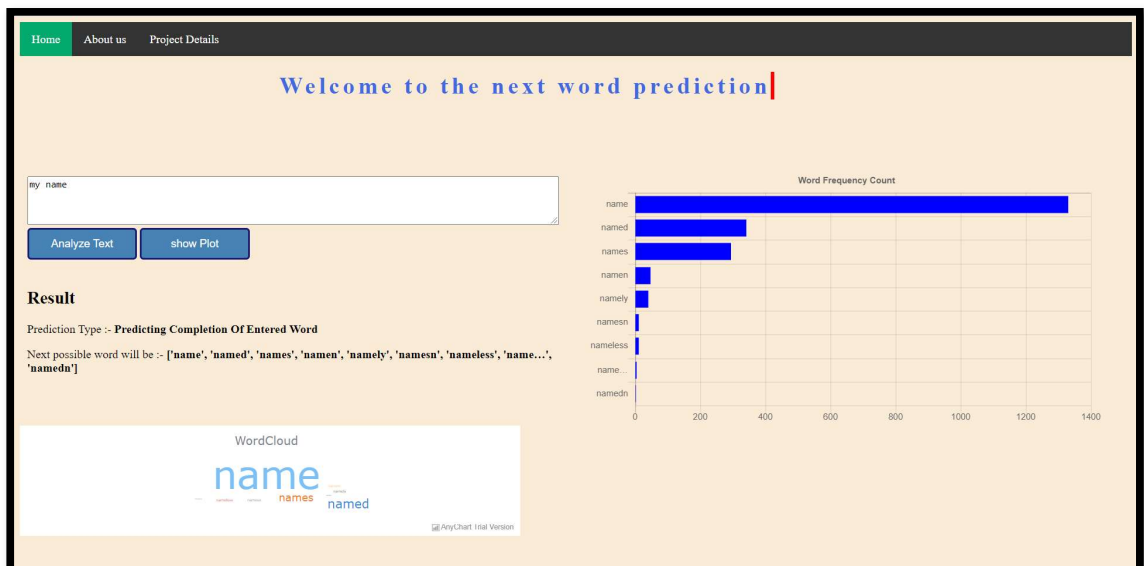 Home About us Project Details
Welcome to the next word prediction
my name
Analyze Text show Plot
Result
Prediction Type :- Predicting Completion Of Entered Word
Next possible word will be :- ['name', 'named', 'names', 'namen', 'namely', 'namesn', 'nameless', 'name…',
'namedn']
Word Frequency Count
name
named
names
namen
namely
namesn
nameless
name…
namedn
0 200 400 600 800 1000 1200 1400
WordCloud
name
names
named
AnyChart Trial Version